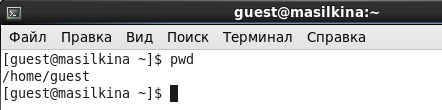 guest@masilkina:~
Файл Правка Вид Поиск Терминал Справка
[guest@masilkina ~]$ pwd
/home/guest
[guest@masilkina ~]$